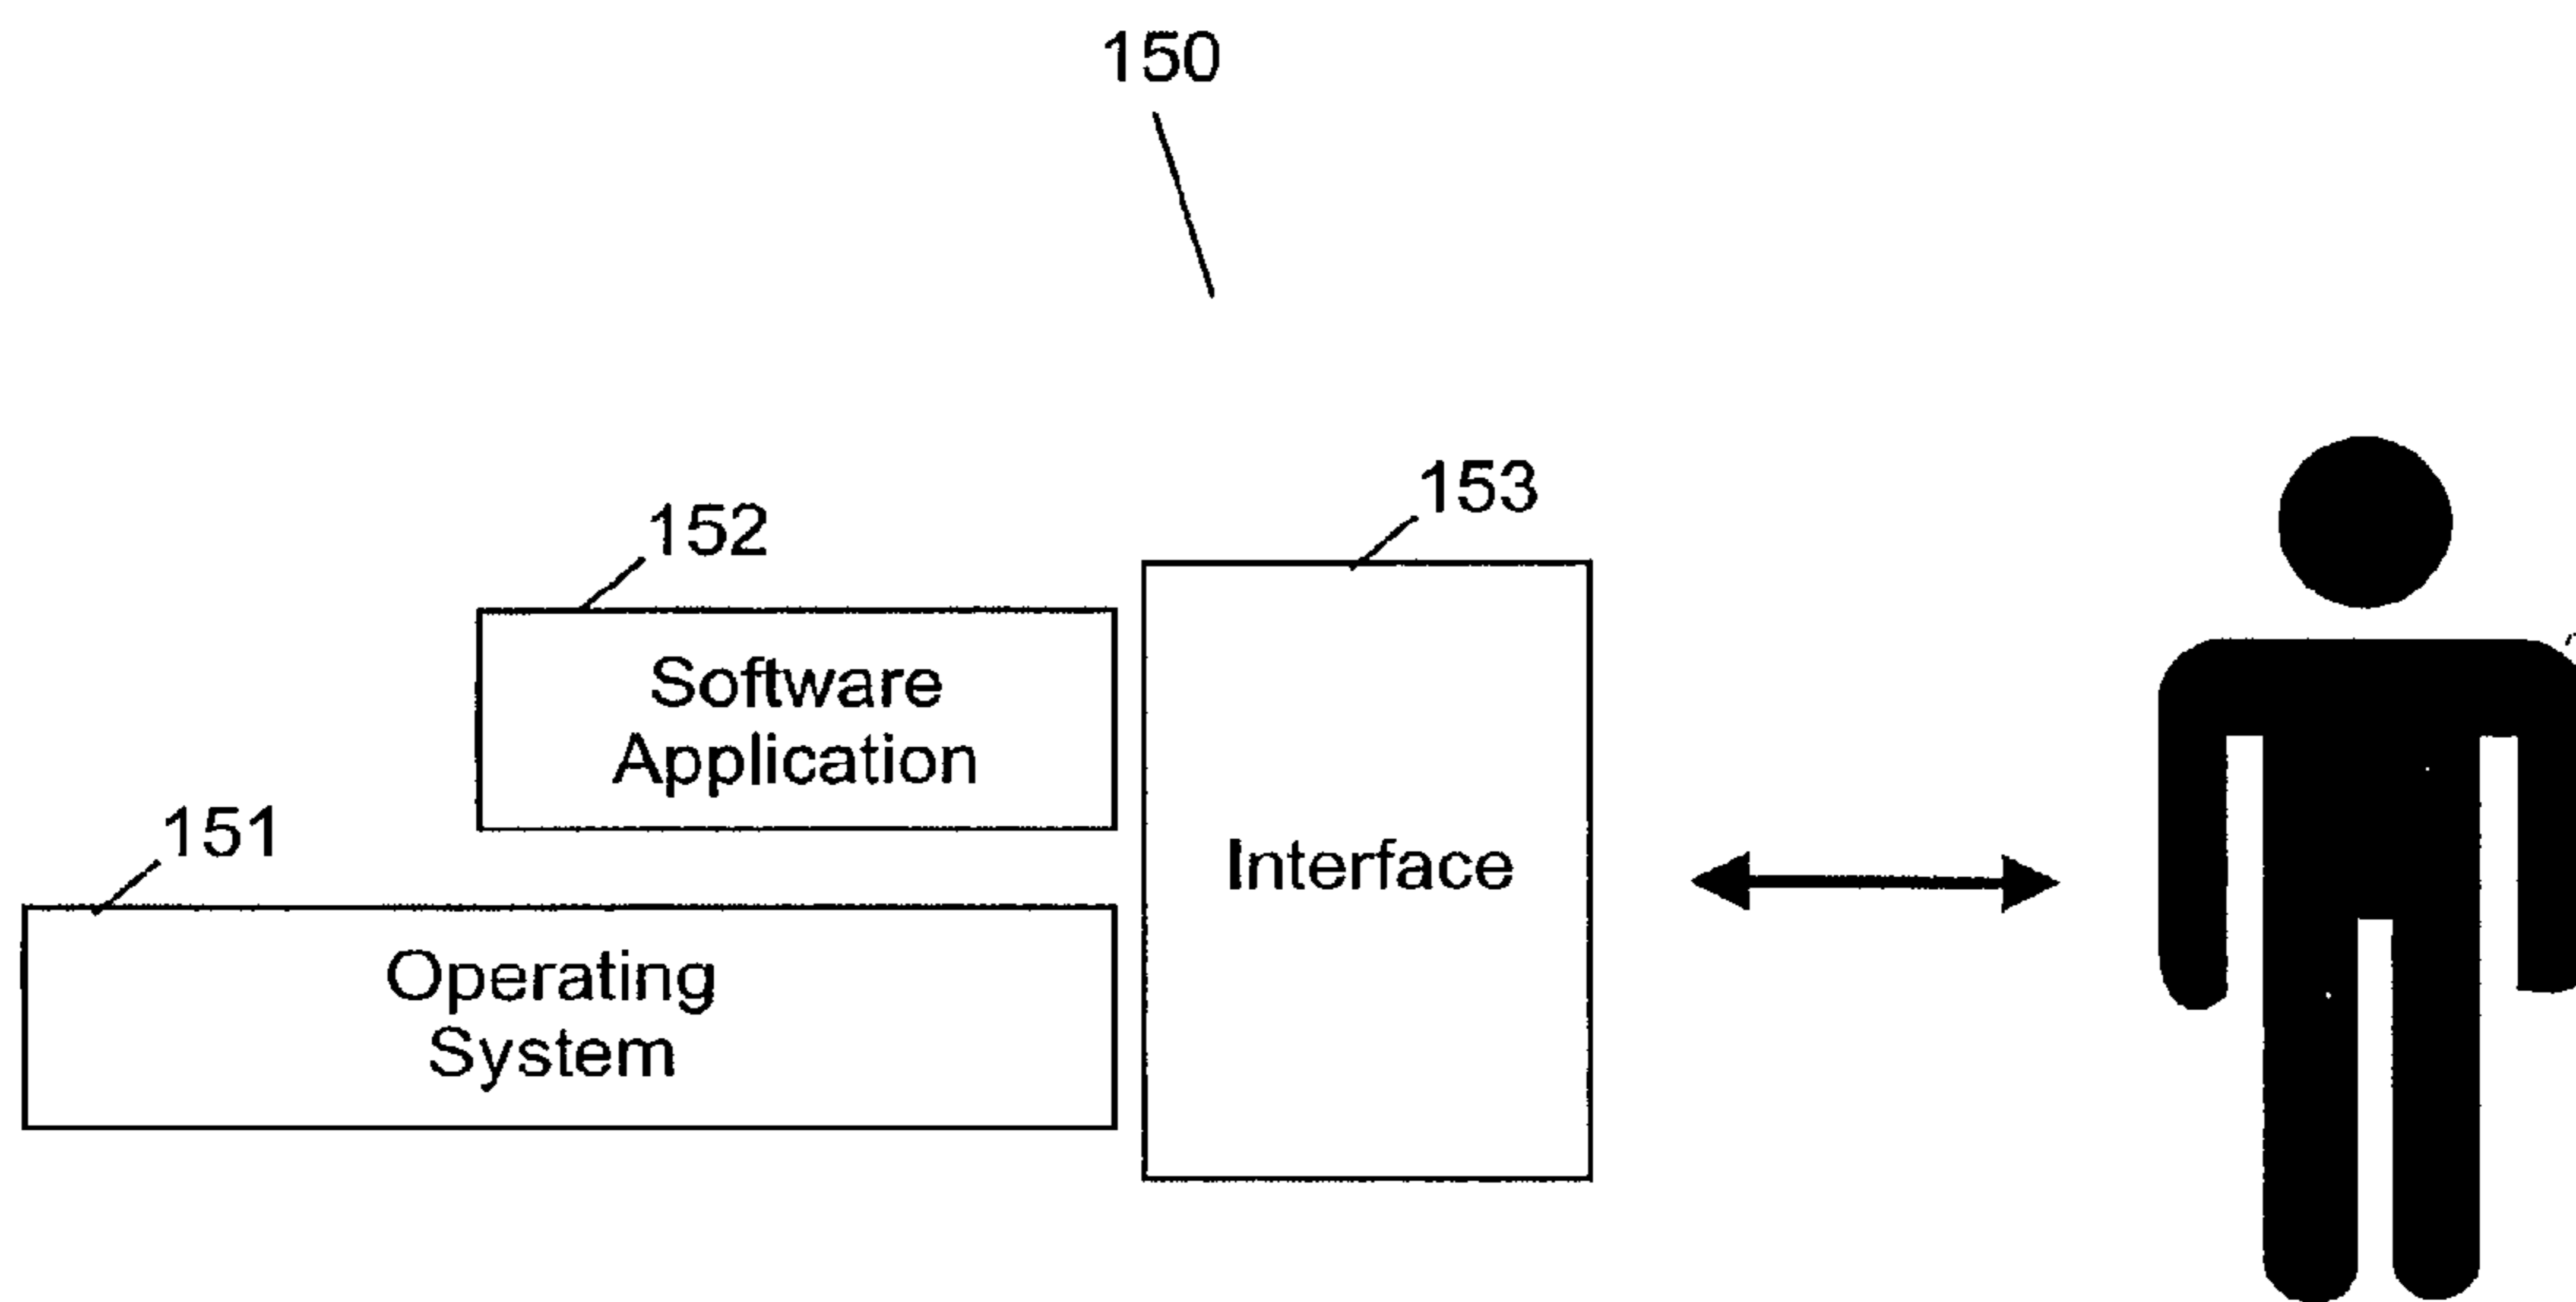 150
153
152
Software
Application
151
Interface
Operating
System